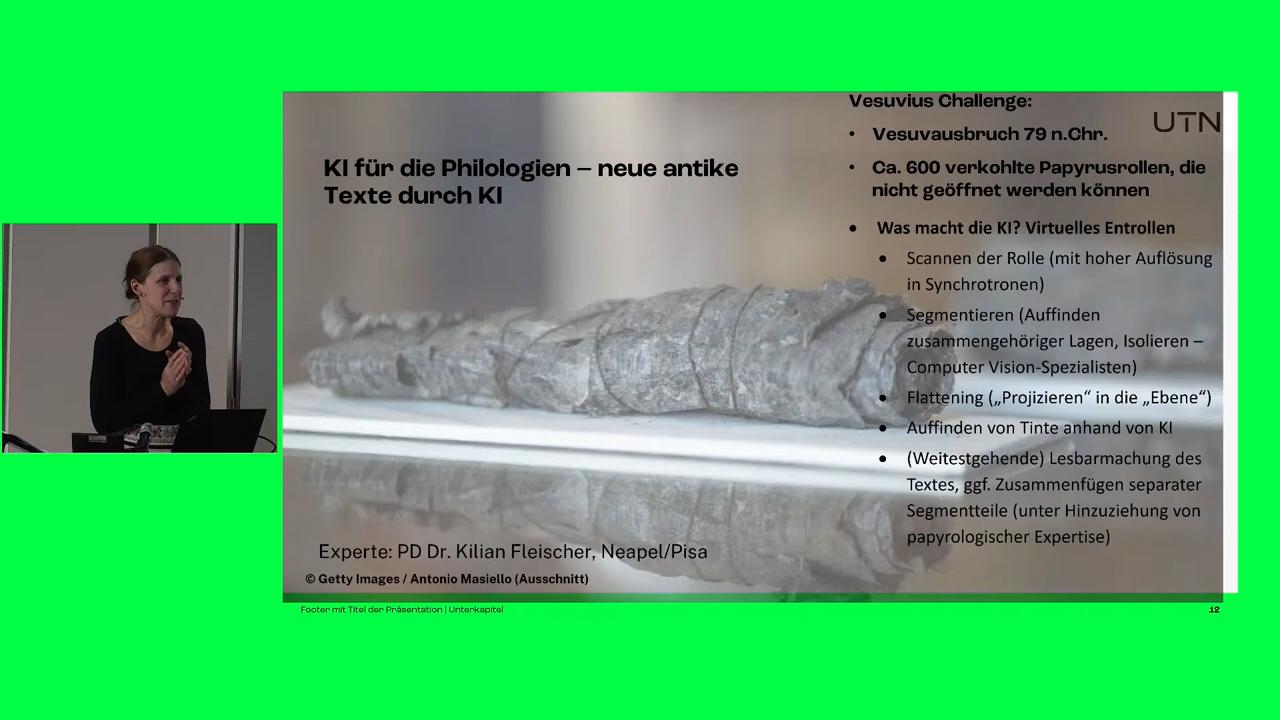 Vesuvius Challenge:
UTN
• Vesuvausbruch 79 n.Chr.
KI für die Philologien – neue antike
Texte durch KI
• Ca. 600 verkohlte Papyrusrollen, die
nicht geöffnet werden können
• Was macht die KI? Virtuelles Entrollen
• Scannen der Rolle (mit hoher Auflösung
in Synchrotronen)
• Segmentieren (Auffinden
zusammengehöriger Lagen, Isolieren –
Computer Vision-Spezialisten)
• Flattening („Projizieren“ in die „Ebene“)
• Auffinden von Tinte anhand von KI
• (Weitestgehende) Lesbarmachung des
Textes, ggf. Zusammenfügen separater
Segmentteile (unter Hinzuziehung von
papyrologischer Expertise)
Experte: PD Dr. Kilian Fleischer, Neapel/Pisa
© Getty Images / Antonio Masiello (Ausschnitt)
Footer mit Titel der Präsentation | Unterkapitel
12